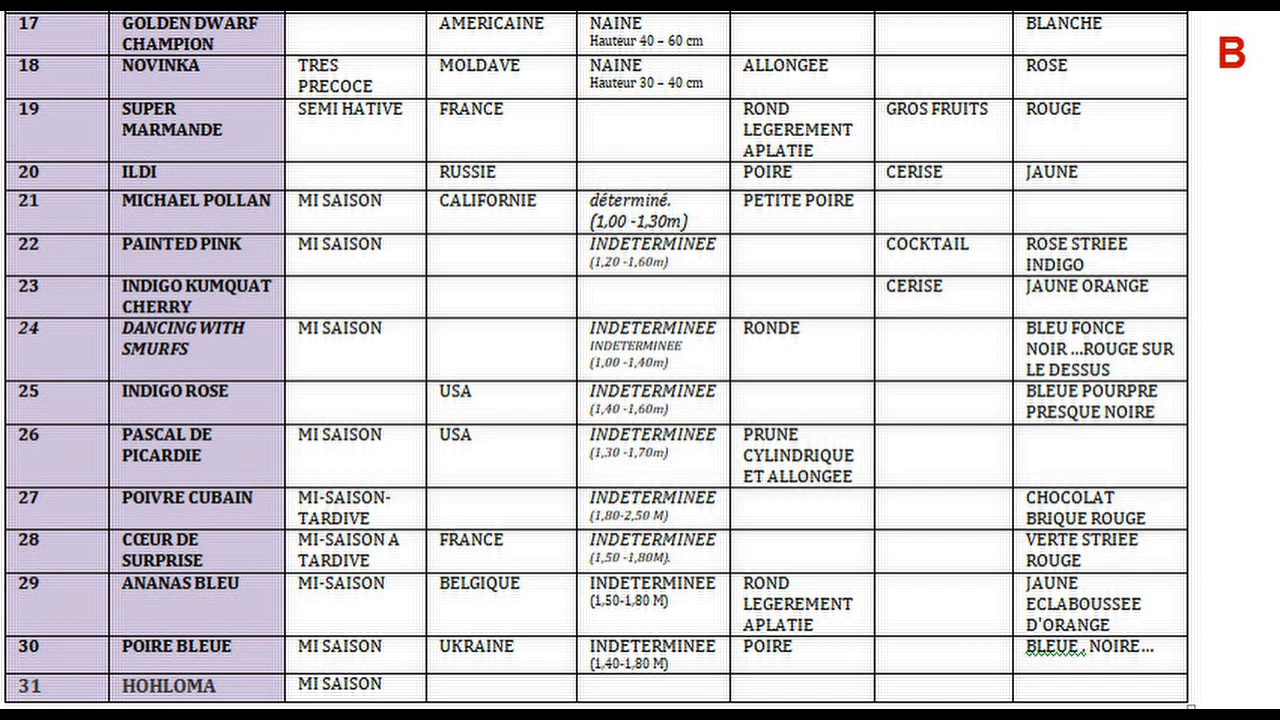 17 GOLDEN DWARF AMERICAINE NAINE BLANCHE
CHAMPION Hauteur 40 – 60 cm
B
18 NOVINKA TRES MOLDAVE NAINE ALLONGEE ROSE
PRECOCE Hauteur 30 – 40 cm
19 SUPER SEMI HATIVE FRANCE ROND GROS FRUITS ROUGE
MARMANDE LEGEREMENT
APLATIE
20 ILDI RUSSIE POIRE CERISE JAUNE
21 MICHAEL POLLAN MI SAISON CALIFORNIE déterminé. PETITE POIRE
(1,00 -1,30m)
22 PAINTED PINK MI SAISON INDETERMINEE COCKTAIL ROSE STRIEE
(1,20 -1,60m) INDIGO
23 INDIGO KUMQUAT CERISE JAUNE ORANGE
CHERRY
24 DANCING WITH MI SAISON INDETERMINEE RONDE BLEU FONCE
SMURFS INDETERMINEE NOIR ...ROUGE SUR
(1,00 -1,40m) LE DESSUS
25 INDIGO ROSE USA INDETERMINEE BLEUE POURPRE
(1,40 -1,60m) PRESQUE NOIRE
26 PASCAL DE MI SAISON USA INDETERMINEE PRUNE
PICARDIE (1,30 -1,70m) CYLINDRIQUE
ET ALLONGEE
27 POIVRE CUBAIN MI-SAISON- INDETERMINEE CHOCOLAT
TARDIVE (1,80-2,50 M) BRIQUE ROUGE
28 CŒUR DE MI-SAISON A FRANCE INDETERMINEE VERTE STRIEE
SURPRISE TARDIVE (1,50 -1,80M). ROUGE
29 ANANAS BLEU MI-SAISON BELGIQUE INDETERMINEE ROND JAUNE
(1,50-1,80 M) LEGEREMENT ECLABOUSSEE
APLATIE D'ORANGE
30 POIRE BLEUE MI SAISON UKRAINE INDETERMINEE POIRE BLEUE , NOIRE...
(1,40-1,80 M)
31 HOHLOMA MI SAISON